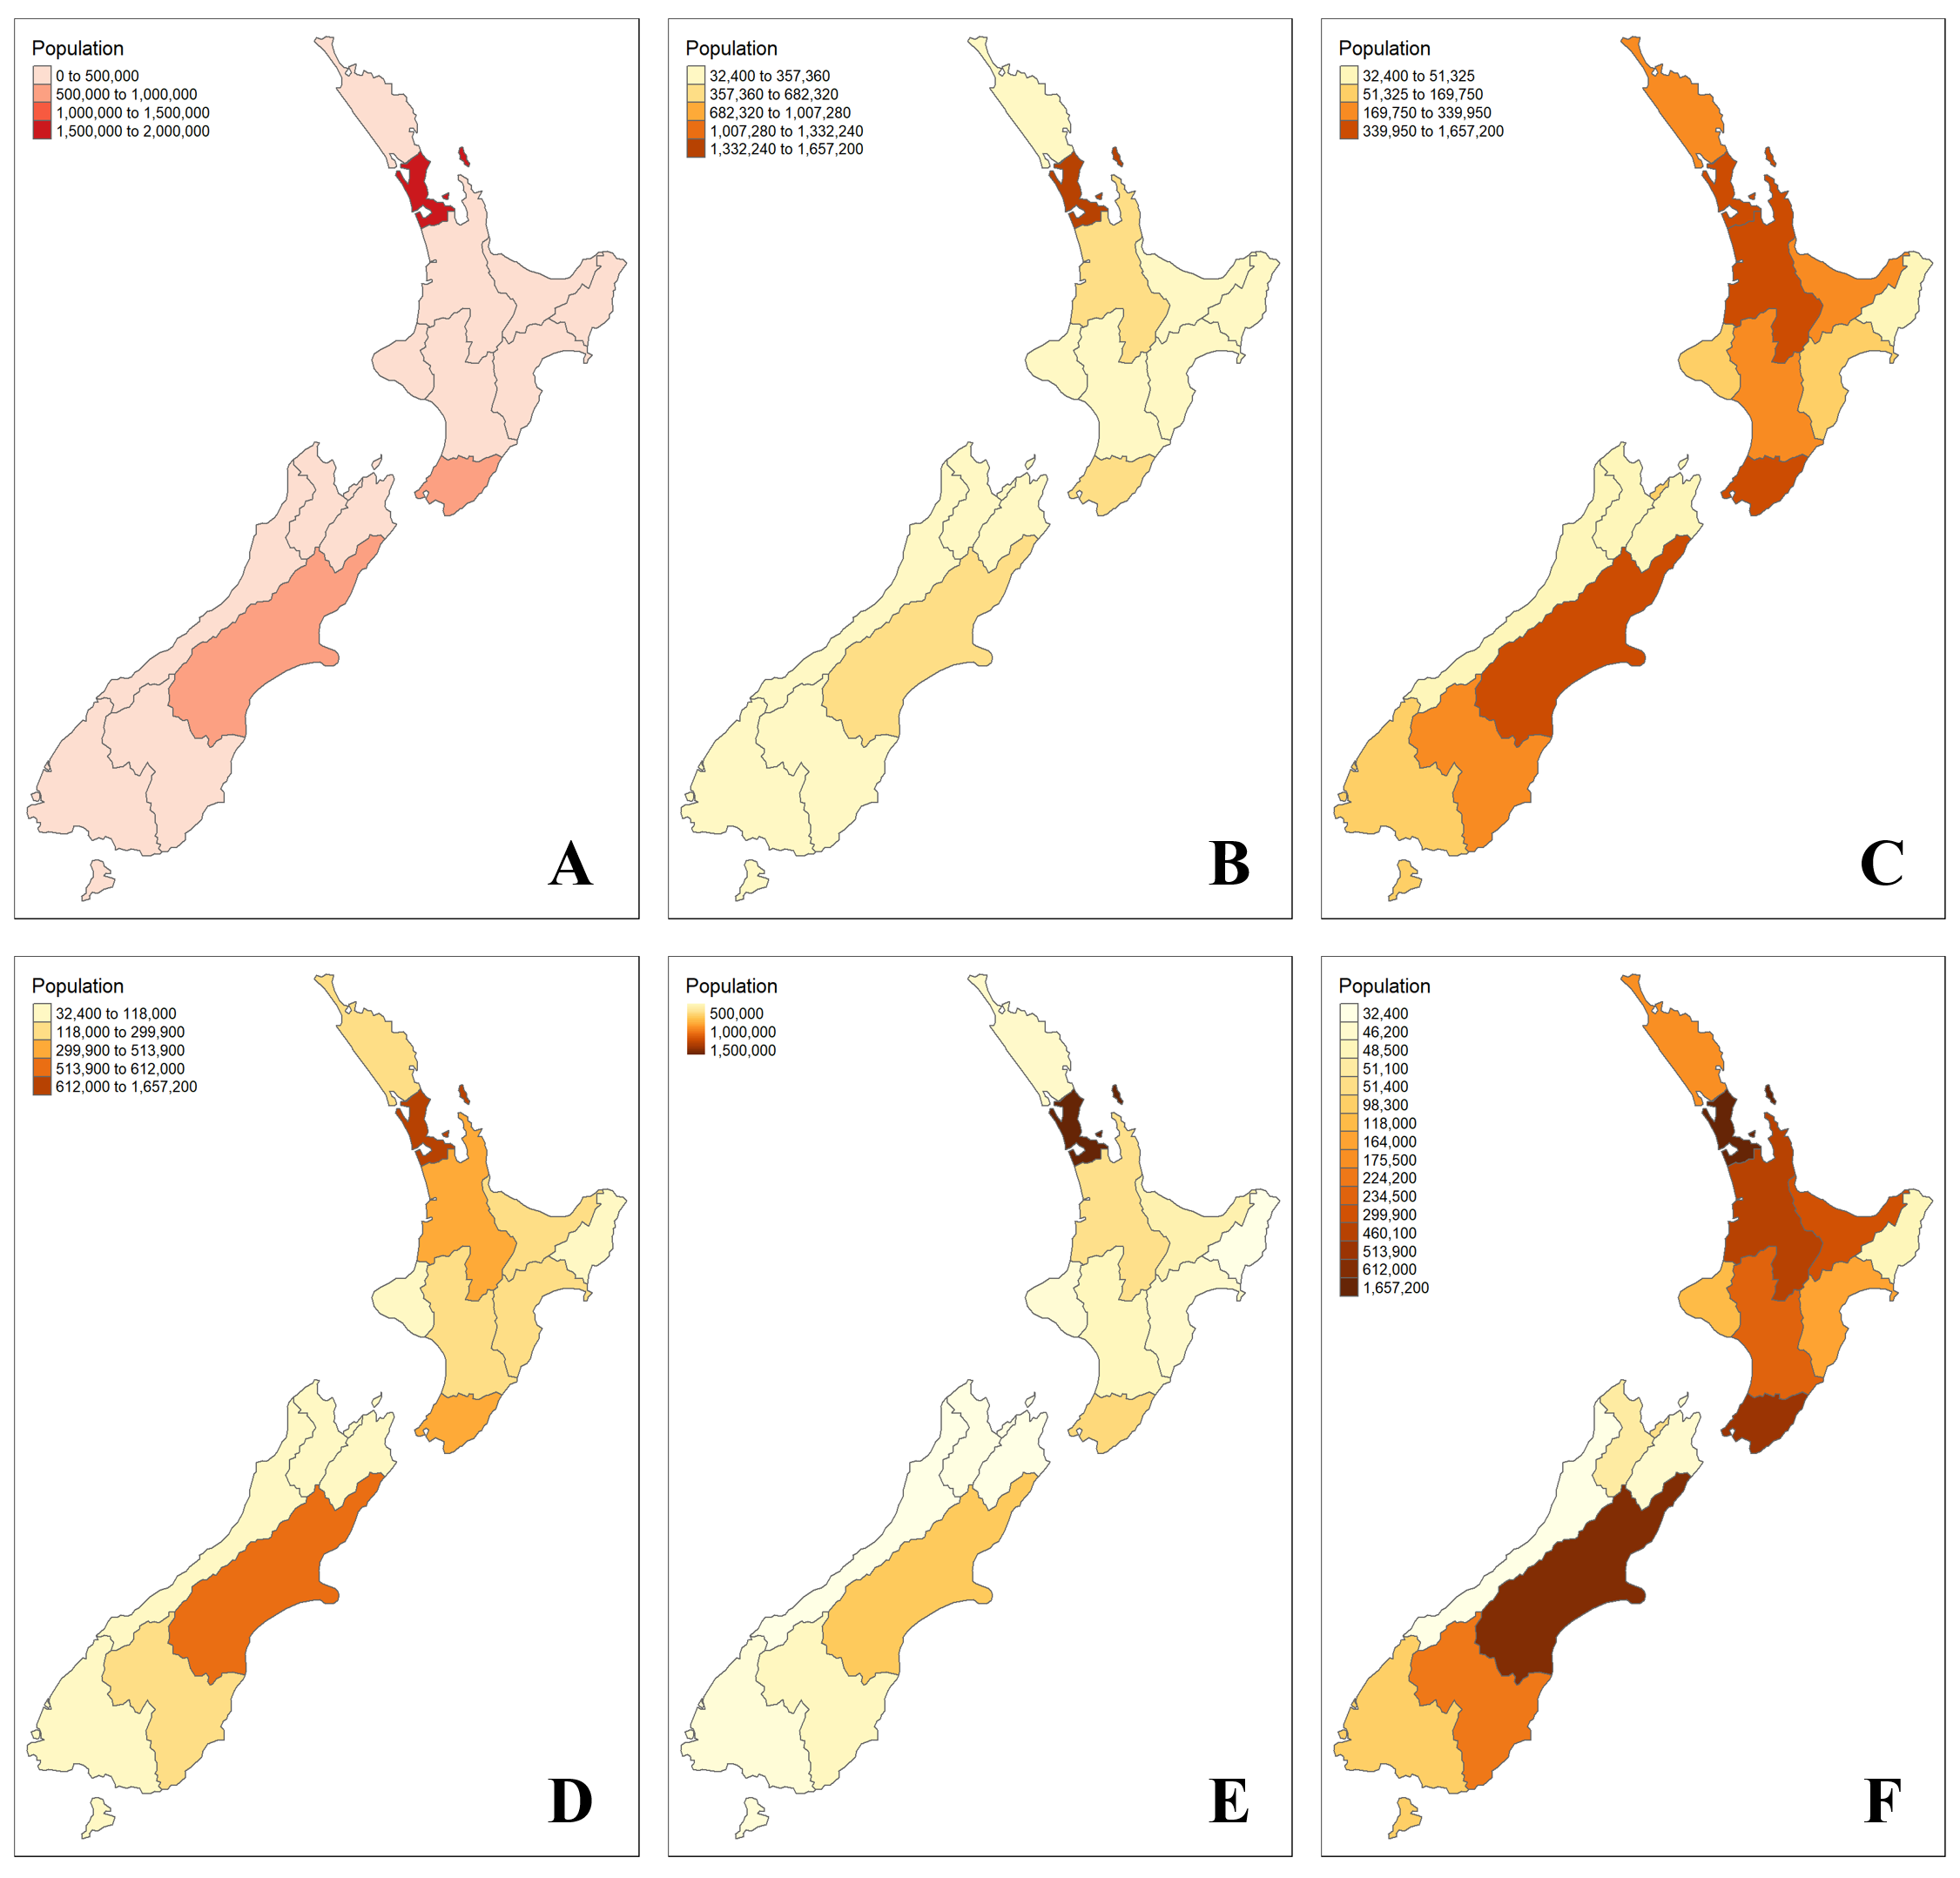 Population
0 to 500,000
500,000 to 1,000,000
1,000,000 to 1,500,000
1,500,000 to 2,000,000
A
Population
32,400 to 357,360
357,360 to 682,320
682,320 to 1,007,280
1,007,280 to 1,332,240
1,332,240 to 1,657,200
B
Population
32,400 to 51,325
51,325 to 169,750
169,750 to 339,950
339,950 to 1,657,200
C
Population
32,400 to 118,000
118,000 to 299,900
299,900 to 513,900
513,900 to 612,000
612,000 to 1,657,200
D
Population
500,000
1,000,000
1,500,000
E
Population
32,400
46,200
48,500
51,100
51,400
98,300
118,000
164,000
175,500
224,200
234,500
299,900
460,100
513,900
612,000
1,657,200
F